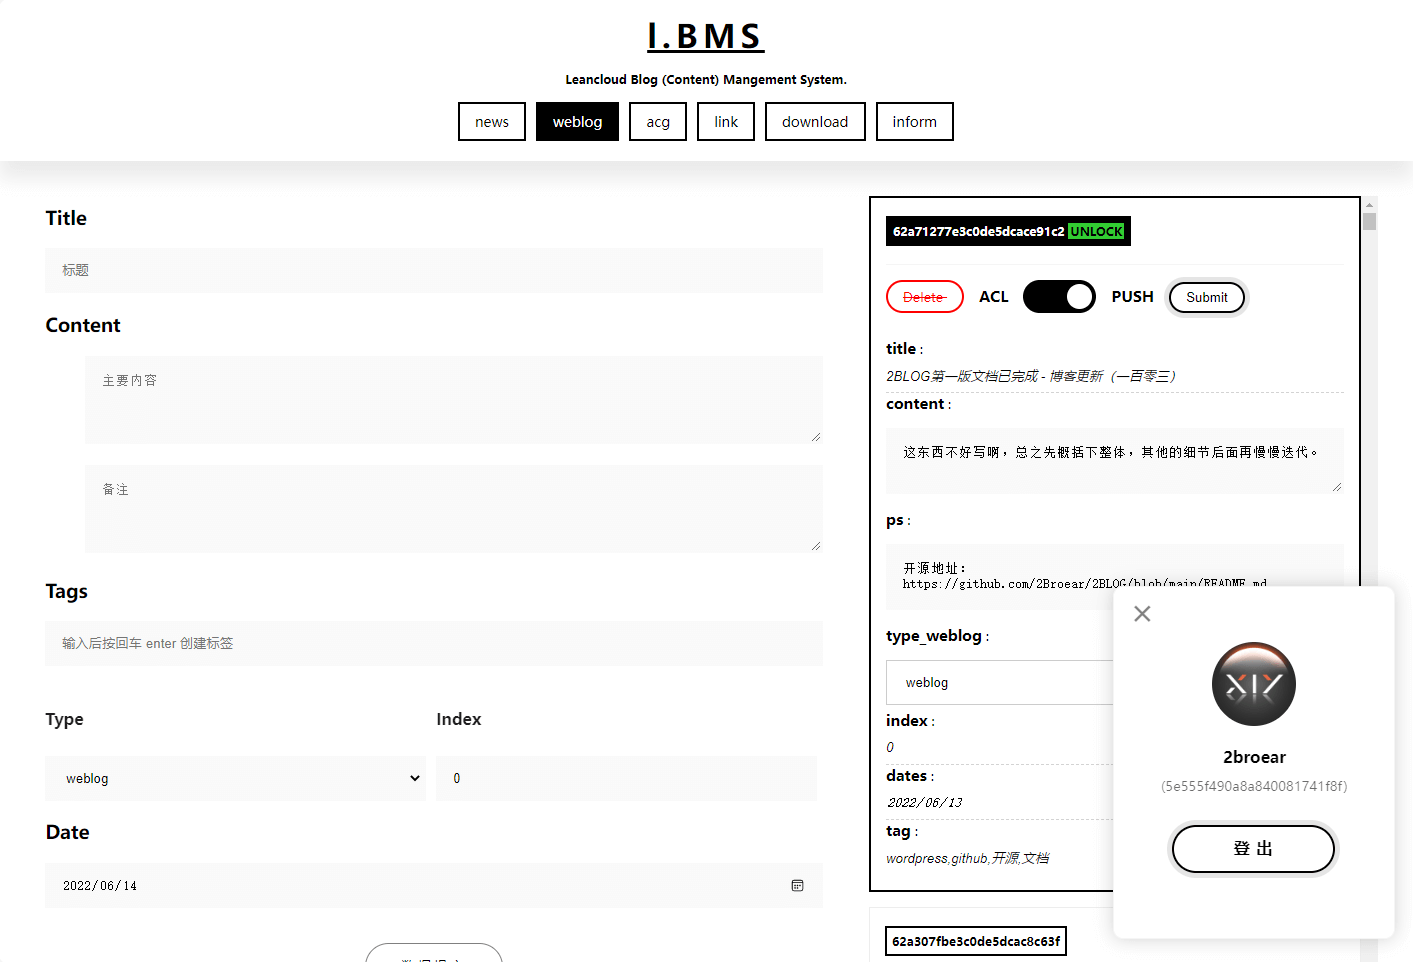 l.BMS
Leancloud Blog (Content) Mangement System.
news
weblog
acg
link
download
inform
Title
标题
Content
主要内容
备注
Tags
输入后按回车 enter 创建标签
Type
Index
weblog
0
Date
2022/06/14
62a71277e3c0de5dcace91c2 UNLOCK
Delete
ACL
PUSH
Submit
title :
2BLOG第一版文档已完成 - 博客更新（一百零三）
content :
这东西不好写啊，总之先概括下整体，其他的细节后面再慢慢迭代。
ps :
开源地址：
https://github.com/2Broear/2BLOG/blob/main/README.md
type_weblog :
weblog
index :
0
dates :
2022/06/13
tag :
wordpress,github,开源,文档
62a307fbe3c0de5dcac8c63f
XIY
2broear
(5e555f490a8a840081741f8f)
登 出